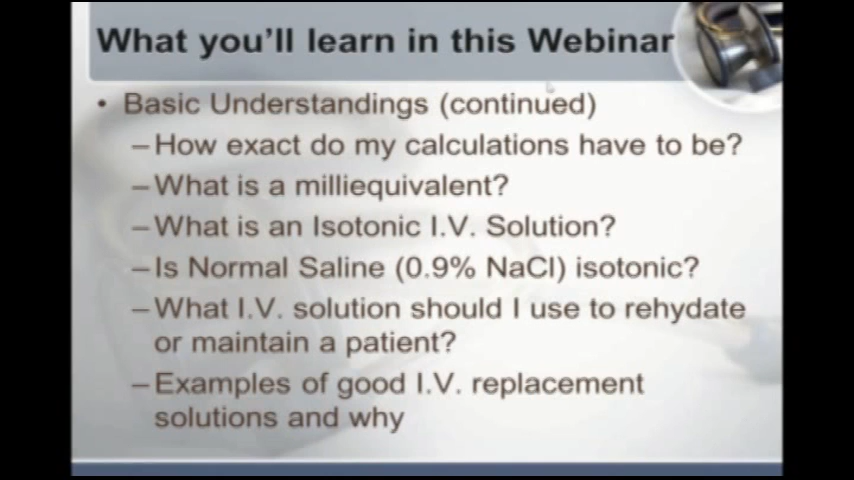 What you'll learn in this Webinar
• Basic Understandings (continued)
–How exact do my calculations have to be?
–What is a milliequivalent?
–What is an Isotonic I.V. Solution?
–Is Normal Saline (0.9% NaCl) isotonic?
–What I.V. solution should I use to rehydate
or maintain a patient?
–Examples of good I.V. replacement
solutions and why